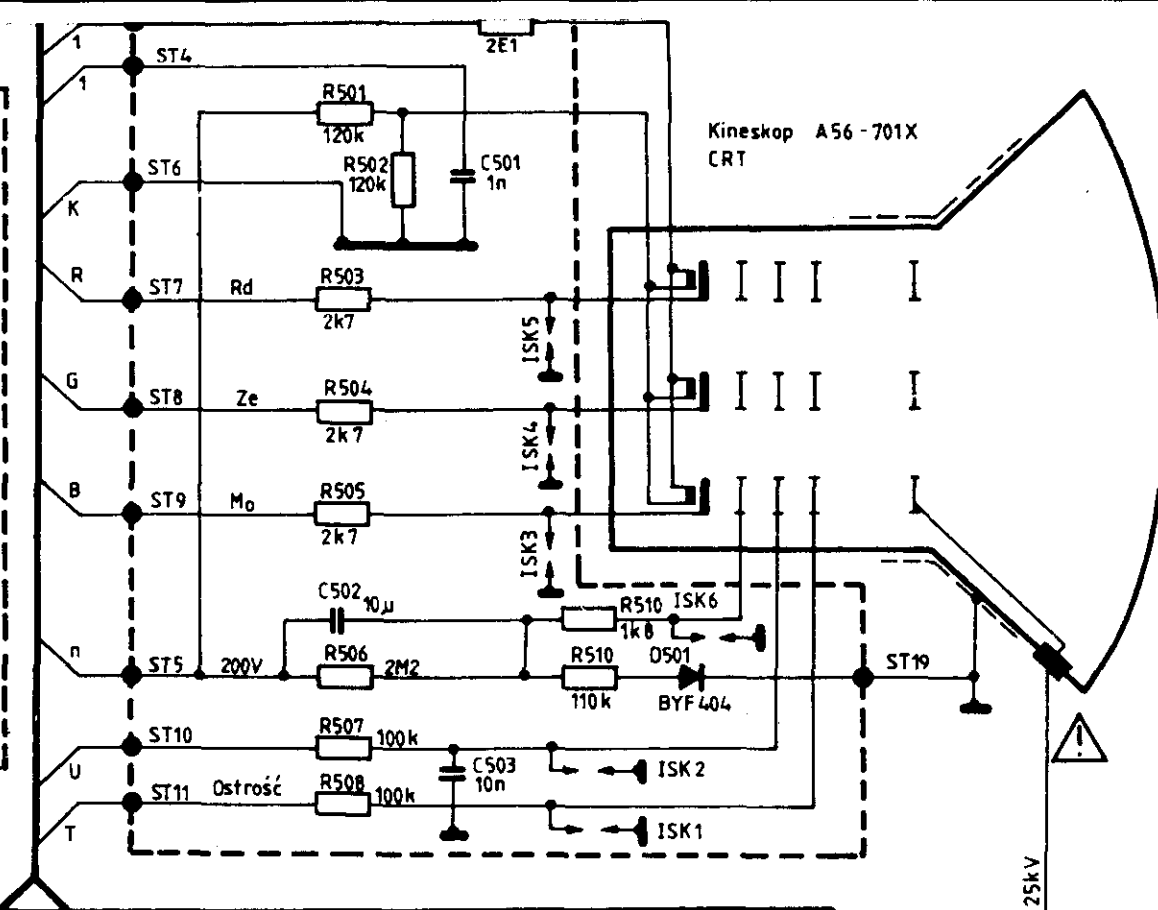 1
2E1
ST4
1
R501
120k
Kineskop A56-701X
CRT
R502
120k
C501
1n
ST6
K
R
ST7 Rd
R503
2k7
ISK5
G
ST8 Ze
R504
2k7
ISK4
B
ST9 Mo
R505
2k7
ISK3
C502
10µ
R510
1k8
ISK6
n
ST5 200V
R506
2M2
R510
110k
D501
BYF404
ST19
!
ST10
U
R507
100k
C503
10n
ISK2
ST11 Ostrość
T
R508
100k
ISK1
25kV